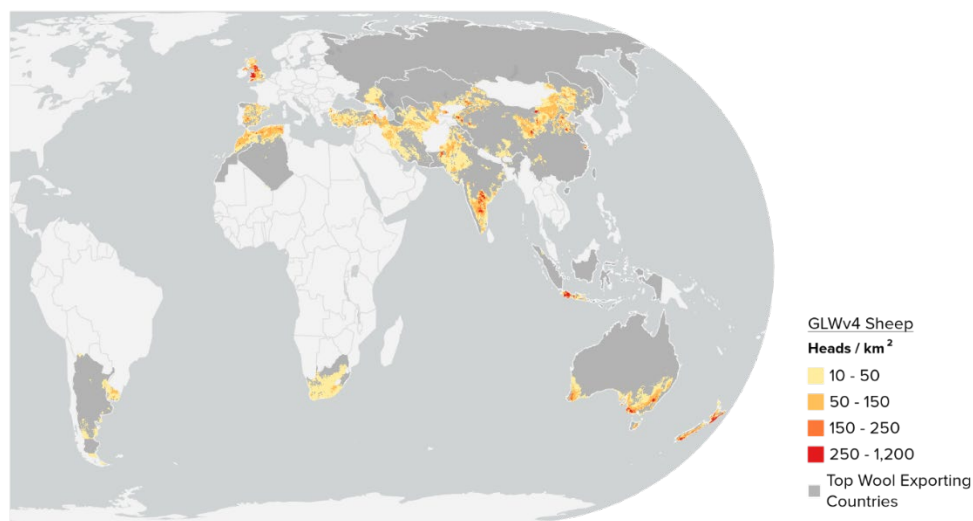 GLWv4 Sheep
Heads / km²
10 - 50
50 - 150
150 - 250
250 - 1,200
Top Wool Exporting
Countries